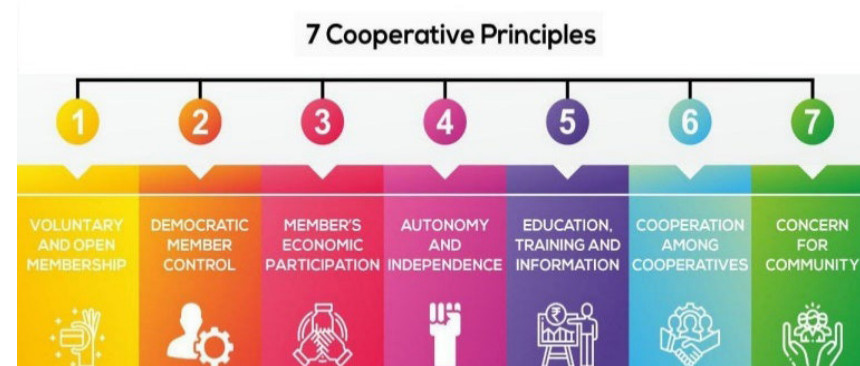 7 Cooperative Principles
1
2
3
4
5
6
7
VOLUNTARY
AND OPEN
MEMBERSHIP
DEMOCRATIC
MEMBER
CONTROL
MEMBER'S
ECONOMIC
PARTICIPATION
AUTONOMY
AND
INDEPENDENCE
EDUCATION,
TRAINING AND
INFORMATION
COOPERATION
AMONG
COOPERATIVES
CONCERN
FOR
COMMUNITY
₹